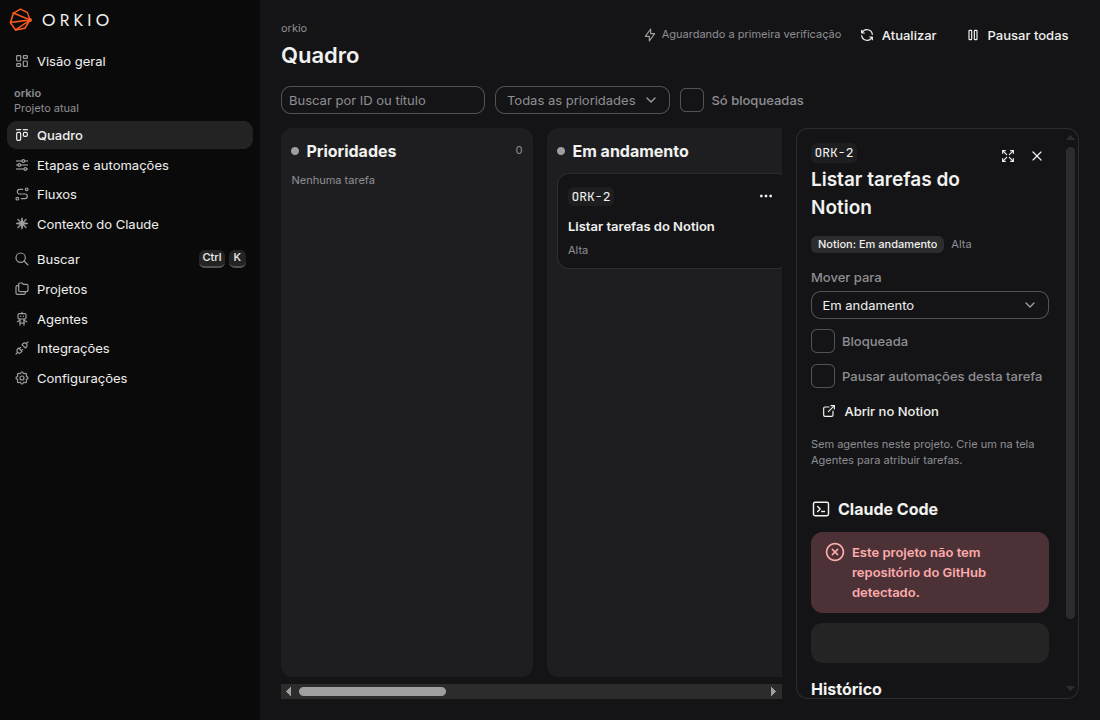 ORKIO
Visão geral
orkio
Projeto atual
Quadro
Etapas e automações
Fluxos
Contexto do Claude
Buscar Ctrl K
Projetos
Agentes
Integrações
Configurações
orkio
Quadro
Aguardando a primeira verificação Atualizar Pausar todas
Buscar por ID ou título Todas as prioridades Só bloqueadas
Prioridades 0
Nenhuma tarefa
Em andamento
ORK-2
Listar tarefas do Notion
Alta
ORK-2
Listar tarefas do
Notion
Notion: Em andamento Alta
Mover para
Em andamento
Bloqueada
Pausar automações desta tarefa
Abrir no Notion
Sem agentes neste projeto. Crie um na tela
Agentes para atribuir tarefas.
Claude Code
Este projeto não tem
repositório do GitHub
detectado.
Histórico